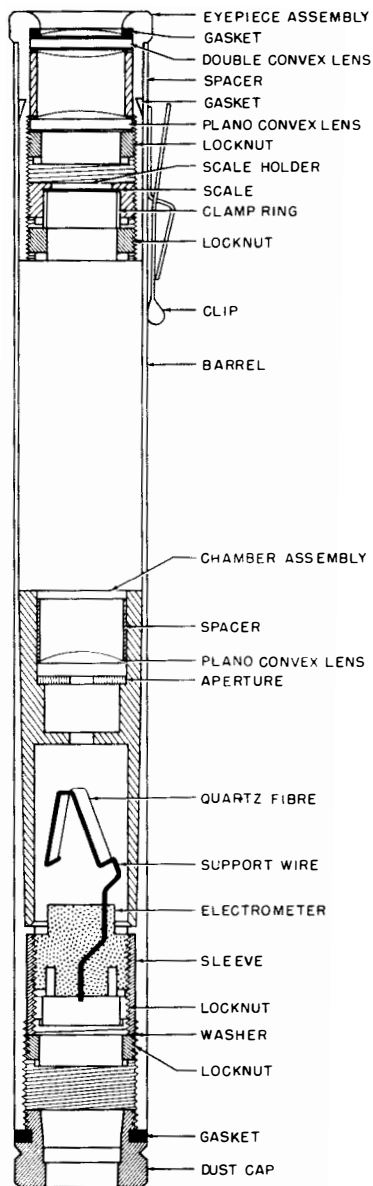 EYEPIECE ASSEMBLY
GASKET
DOUBLE CONVEX LENS
SPACER
GASKET
PLANO CONVEX LENS
LOCKNUT
SCALE HOLDER
SCALE
CLAMP RING
LOCKNUT
CLIP
BARREL
CHAMBER ASSEMBLY
SPACER
PLANO CONVEX LENS
APERTURE
QUARTZ FIBRE
SUPPORT WIRE
ELECTROMETER
SLEEVE
LOCKNUT
WASHER
LOCKNUT
GASKET
DUST CAP